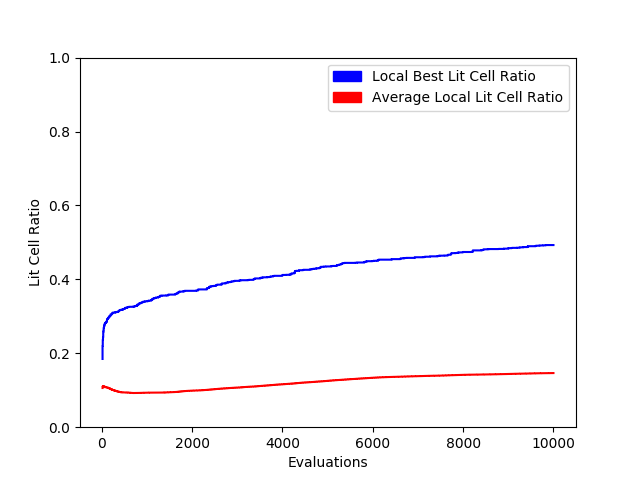 1.0
0.8
0.6
0.4
0.2
0.0
Lit Cell Ratio
Local Best Lit Cell Ratio
Average Local Lit Cell Ratio
0 2000 4000 6000 8000 10000
Evaluations